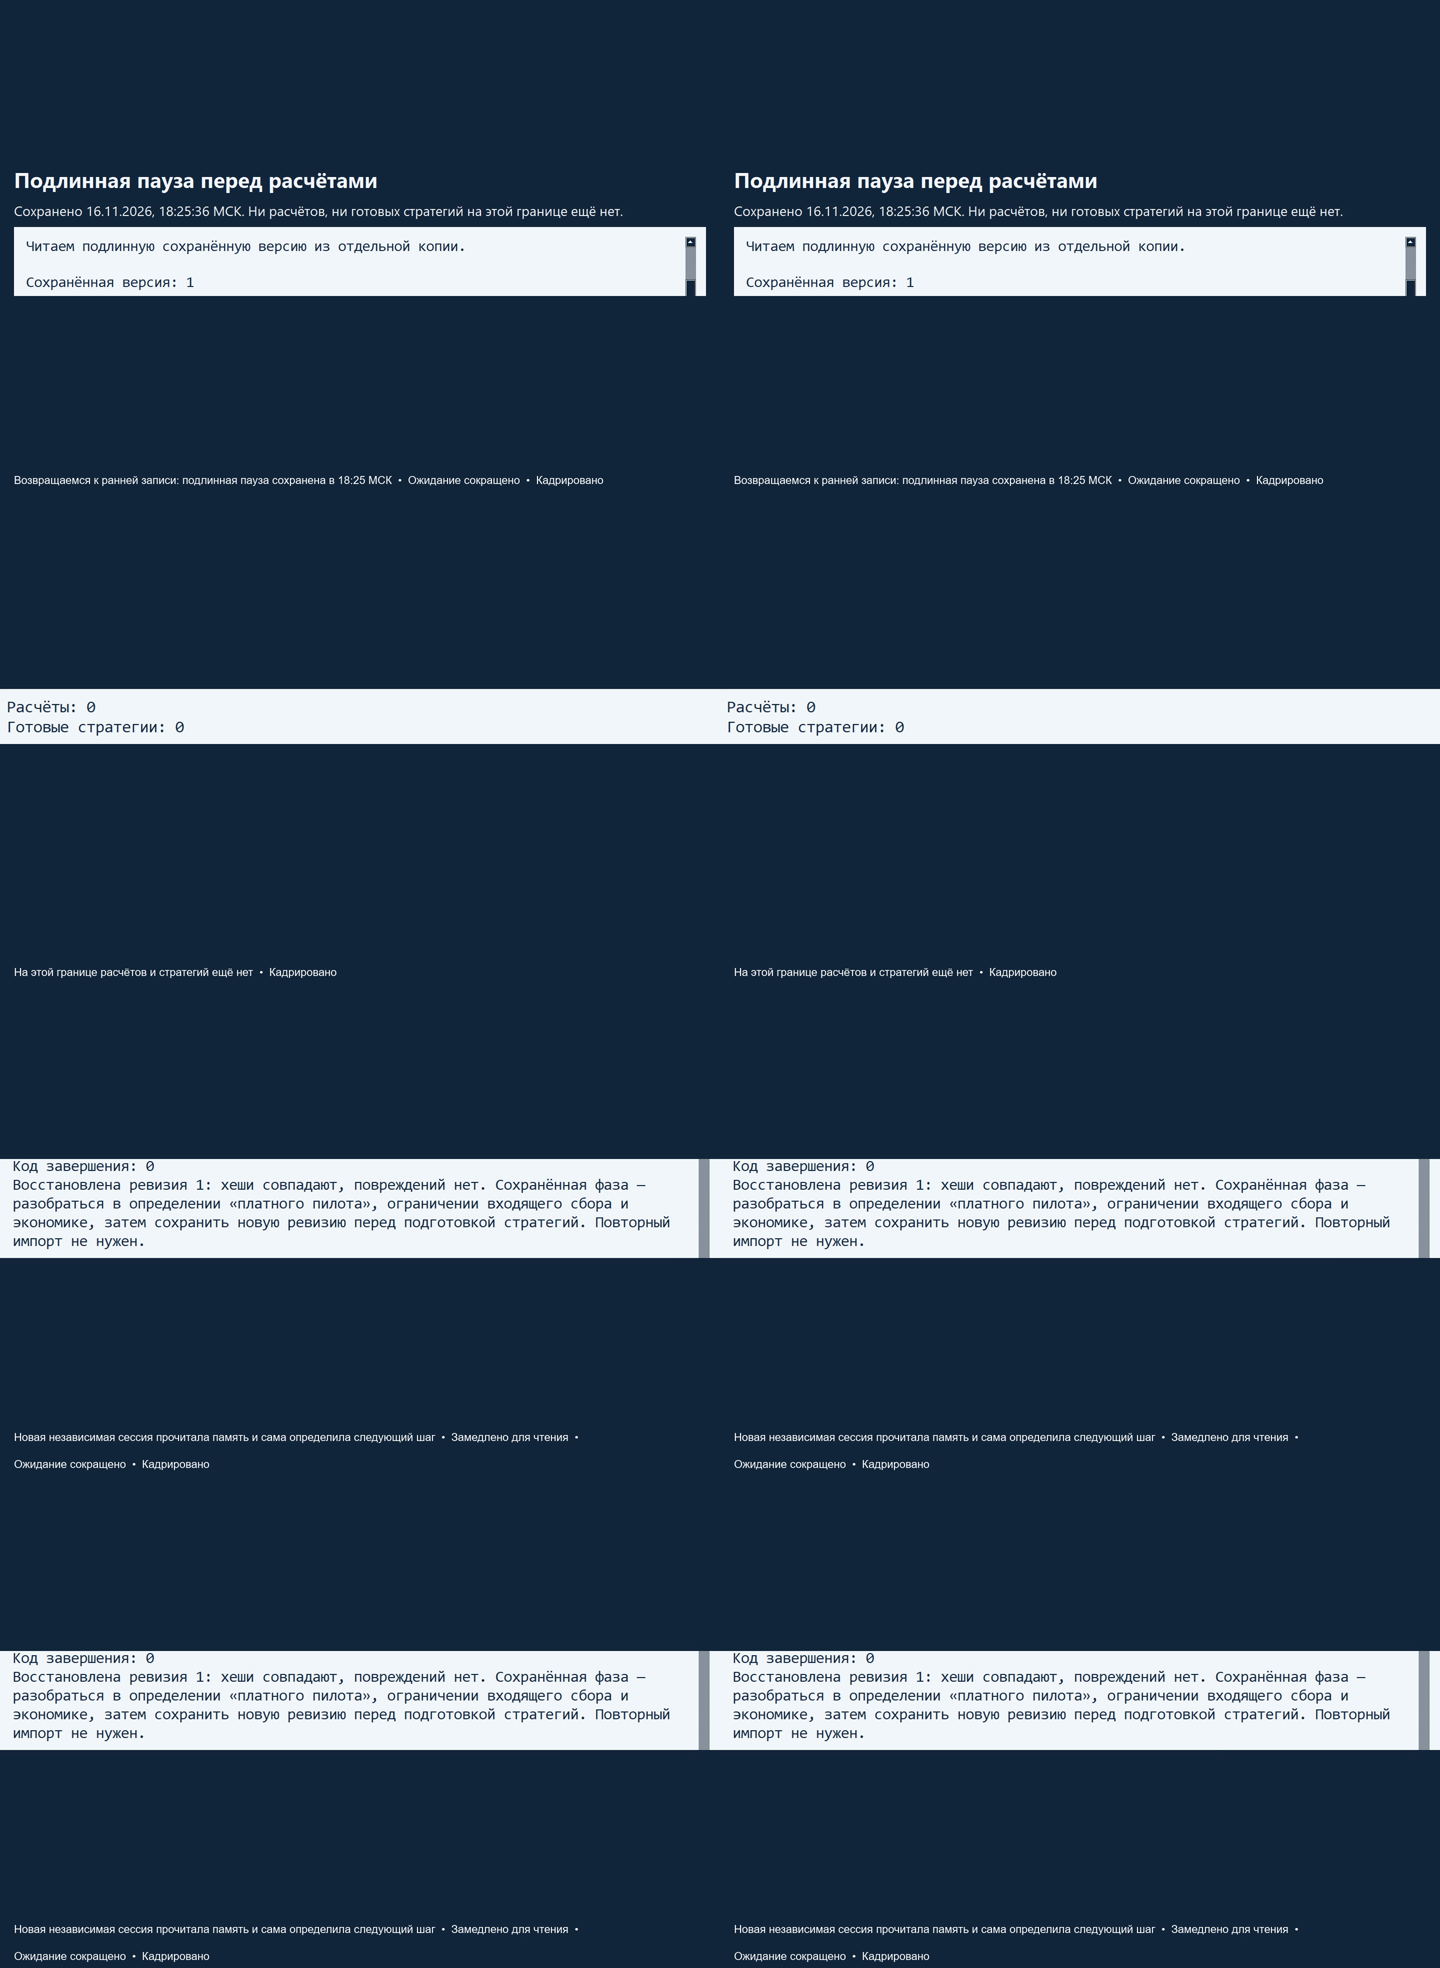 Подлинная пауза перед расчётами
Сохранено 16.11.2026, 18:25:36 МСК. Ни расчётов, ни готовых стратегий на этой границе ещё нет.
Читаем подлинную сохранённую версию из отдельной копии.
Сохранённая версия: 1
Подлинная пауза перед расчётами
Сохранено 16.11.2026, 18:25:36 МСК. Ни расчётов, ни готовых стратегий на этой границе ещё нет.
Читаем подлинную сохранённую версию из отдельной копии.
Сохранённая версия: 1
Возвращаемся к ранней записи: подлинная пауза сохранена в 18:25 МСК • Ожидание сокращено • Кадрировано
Возвращаемся к ранней записи: подлинная пауза сохранена в 18:25 МСК • Ожидание сокращено • Кадрировано
Расчёты: 0
Готовые стратегии: 0
Расчёты: 0
Готовые стратегии: 0
На этой границе расчётов и стратегий ещё нет • Кадрировано
На этой границе расчётов и стратегий ещё нет • Кадрировано
Код завершения: 0
Восстановлена ревизия 1: хеши совпадают, повреждений нет. Сохранённая фаза —
разобраться в определении «платного пилота», ограничении входящего сбора и
экономике, затем сохранить новую ревизию перед подготовкой стратегий. Повторный
импорт не нужен.
Код завершения: 0
Восстановлена ревизия 1: хеши совпадают, повреждений нет. Сохранённая фаза —
разобраться в определении «платного пилота», ограничении входящего сбора и
экономике, затем сохранить новую ревизию перед подготовкой стратегий. Повторный
импорт не нужен.
Новая независимая сессия прочитала память и сама определила следующий шаг • Замедлено для чтения •
Ожидание сокращено • Кадрировано
Новая независимая сессия прочитала память и сама определила следующий шаг • Замедлено для чтения •
Ожидание сокращено • Кадрировано
Код завершения: 0
Восстановлена ревизия 1: хеши совпадают, повреждений нет. Сохранённая фаза —
разобраться в определении «платного пилота», ограничении входящего сбора и
экономике, затем сохранить новую ревизию перед подготовкой стратегий. Повторный
импорт не нужен.
Код завершения: 0
Восстановлена ревизия 1: хеши совпадают, повреждений нет. Сохранённая фаза —
разобраться в определении «платного пилота», ограничении входящего сбора и
экономике, затем сохранить новую ревизию перед подготовкой стратегий. Повторный
импорт не нужен.
Новая независимая сессия прочитала память и сама определила следующий шаг • Замедлено для чтения •
Ожидание сокращено • Кадрировано
Новая независимая сессия прочитала память и сама определила следующий шаг • Замедлено для чтения •
Ожидание сокращено • Кадрировано